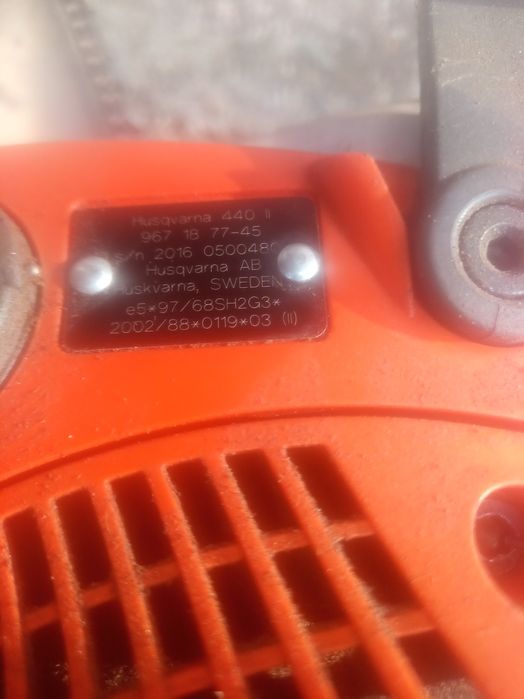 Husqvarna 440 II
967 18 77-45
s/n 2016
Husqvarna AB
Huskvarna, SWEDEN
e5*97/68SH2G3*
2002/88*0119*03 (II)